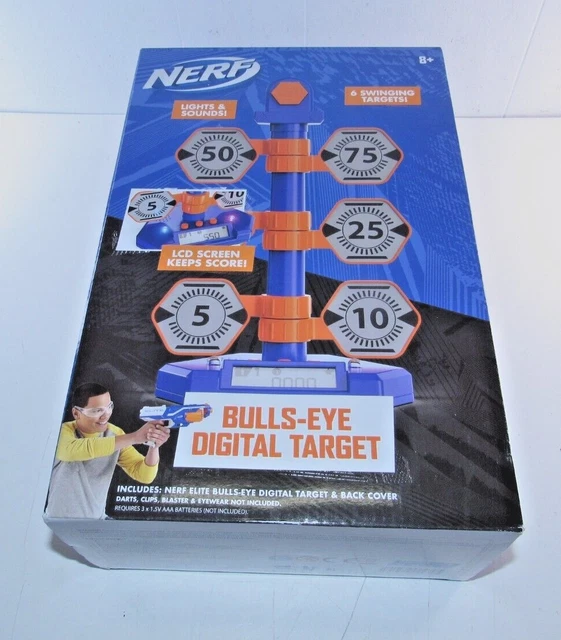 NERF
8+
LIGHTS &
SOUNDS!
6 SWINGING
TARGETS!
50
75
5
10
550
25
LCD SCREEN
KEEPS SCORE!
5
10
0000
BULLS-EYE
DIGITAL TARGET
INCLUDES: NERF ELITE BULLS-EYE DIGITAL TARGET & BACK COVER
DARTS, CLIPS, BLASTER & EYEWEAR NOT INCLUDED.
REQUIRES 3 x 1.5V AAA BATTERIES (NOT INCLUDED).